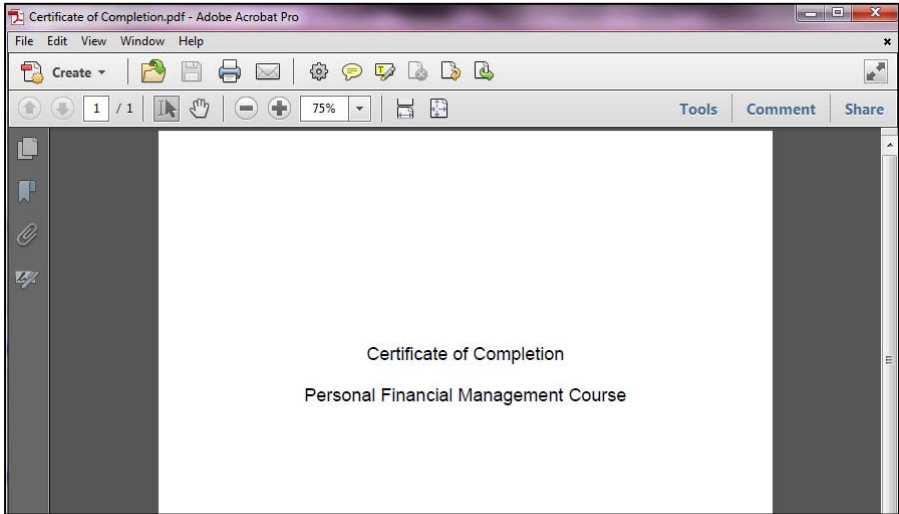 Certificate of Completion.pdf - Adobe Acrobat Pro
File Edit View Window Help
Create
1 / 1 75% Tools Comment Share
Certificate of Completion
Personal Financial Management Course